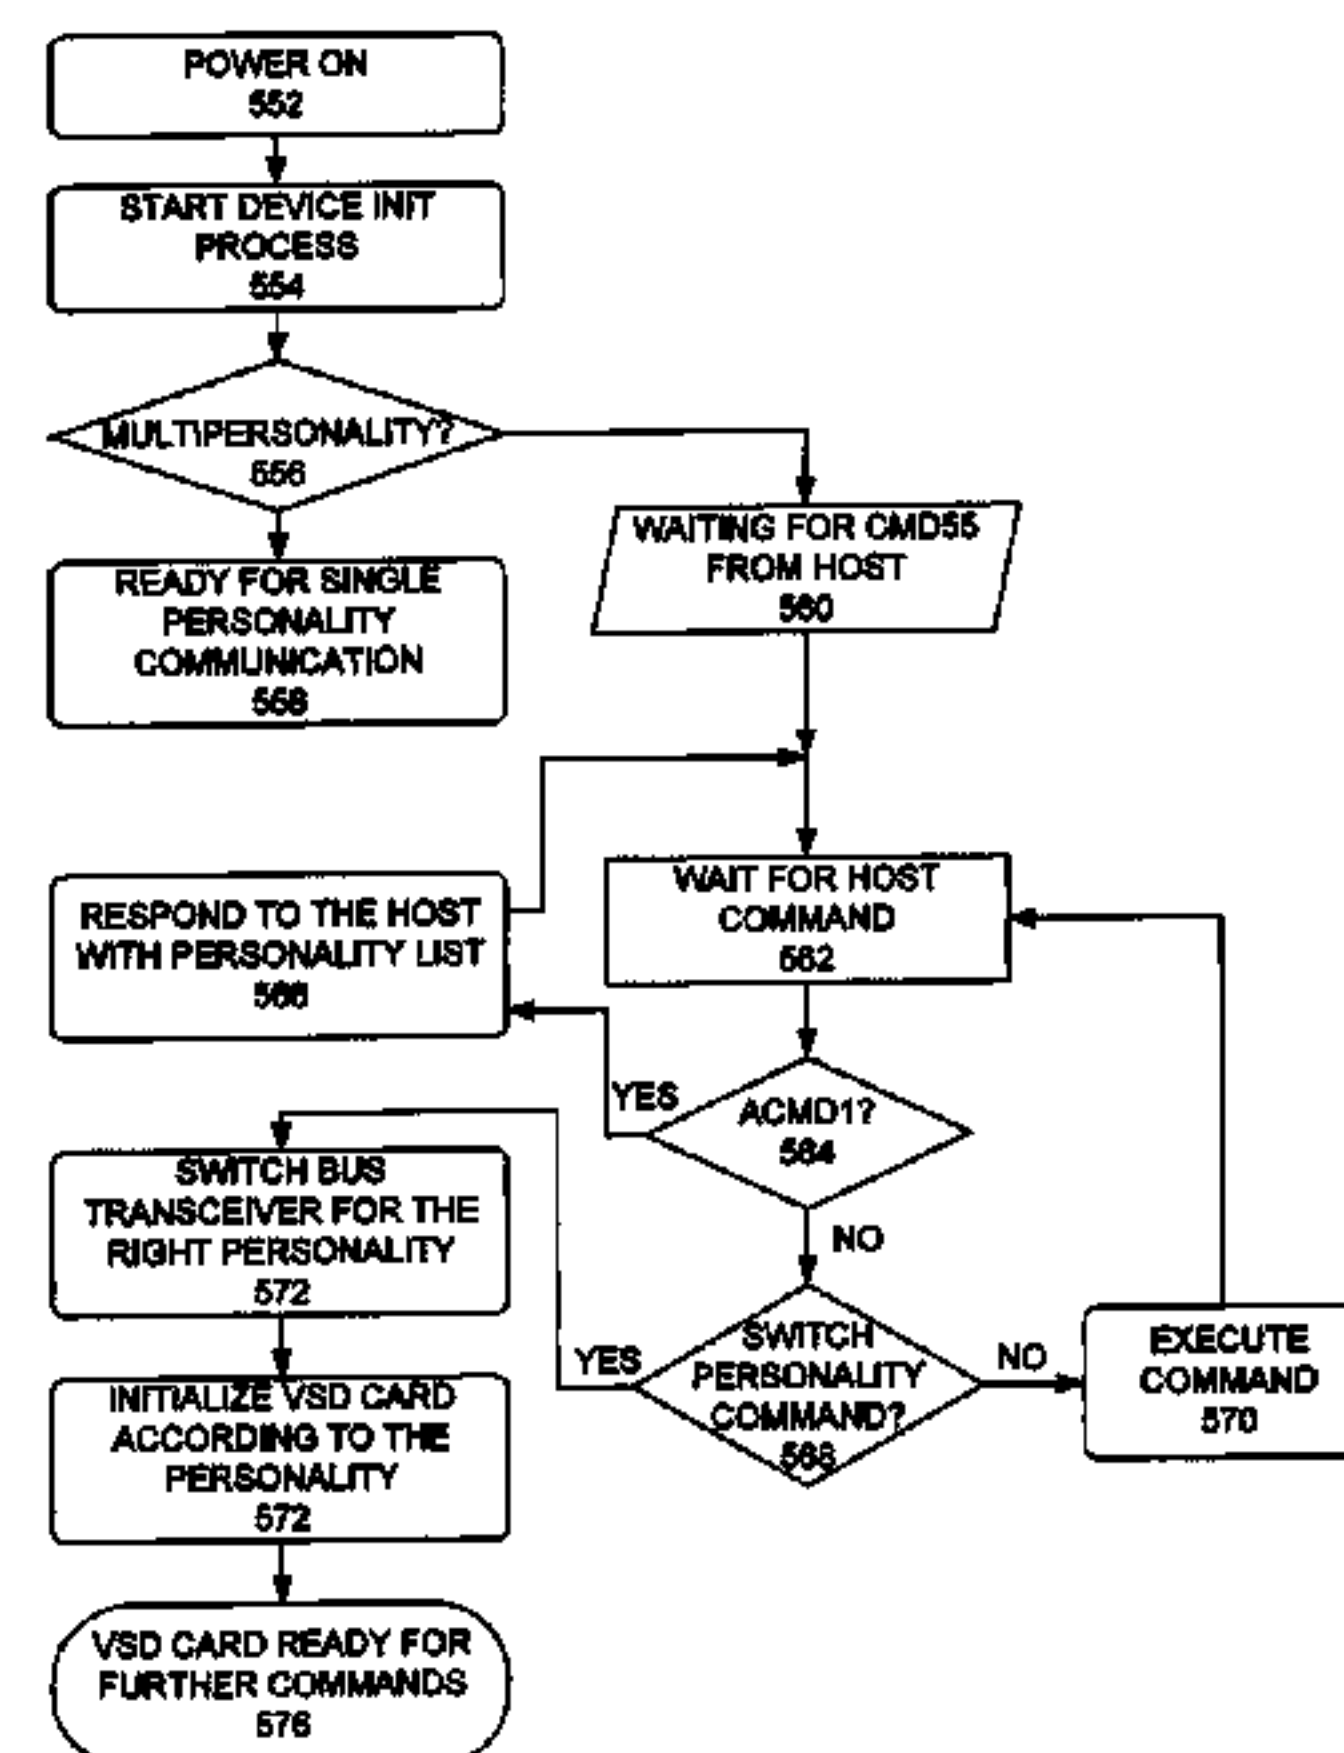 POWER ON
552
START DEVICE INIT
PROCESS
554
MULTIPERSONALITY?
556
READY FOR SINGLE
PERSONALITY
COMMUNICATION
558
WAITING FOR CMD55
FROM HOST
560
WAIT FOR HOST
COMMAND
562
RESPOND TO THE HOST
WITH PERSONALITY LIST
566
YES
ACMD1?
564
NO
SWITCH BUS
TRANSCEIVER FOR THE
RIGHT PERSONALITY
572
YES
SWITCH
PERSONALITY
COMMAND?
568
NO
EXECUTE
COMMAND
570
INITIALIZE VSD CARD
ACCORDING TO THE
PERSONALITY
572
VSD CARD READY FOR
FURTHER COMMANDS
576